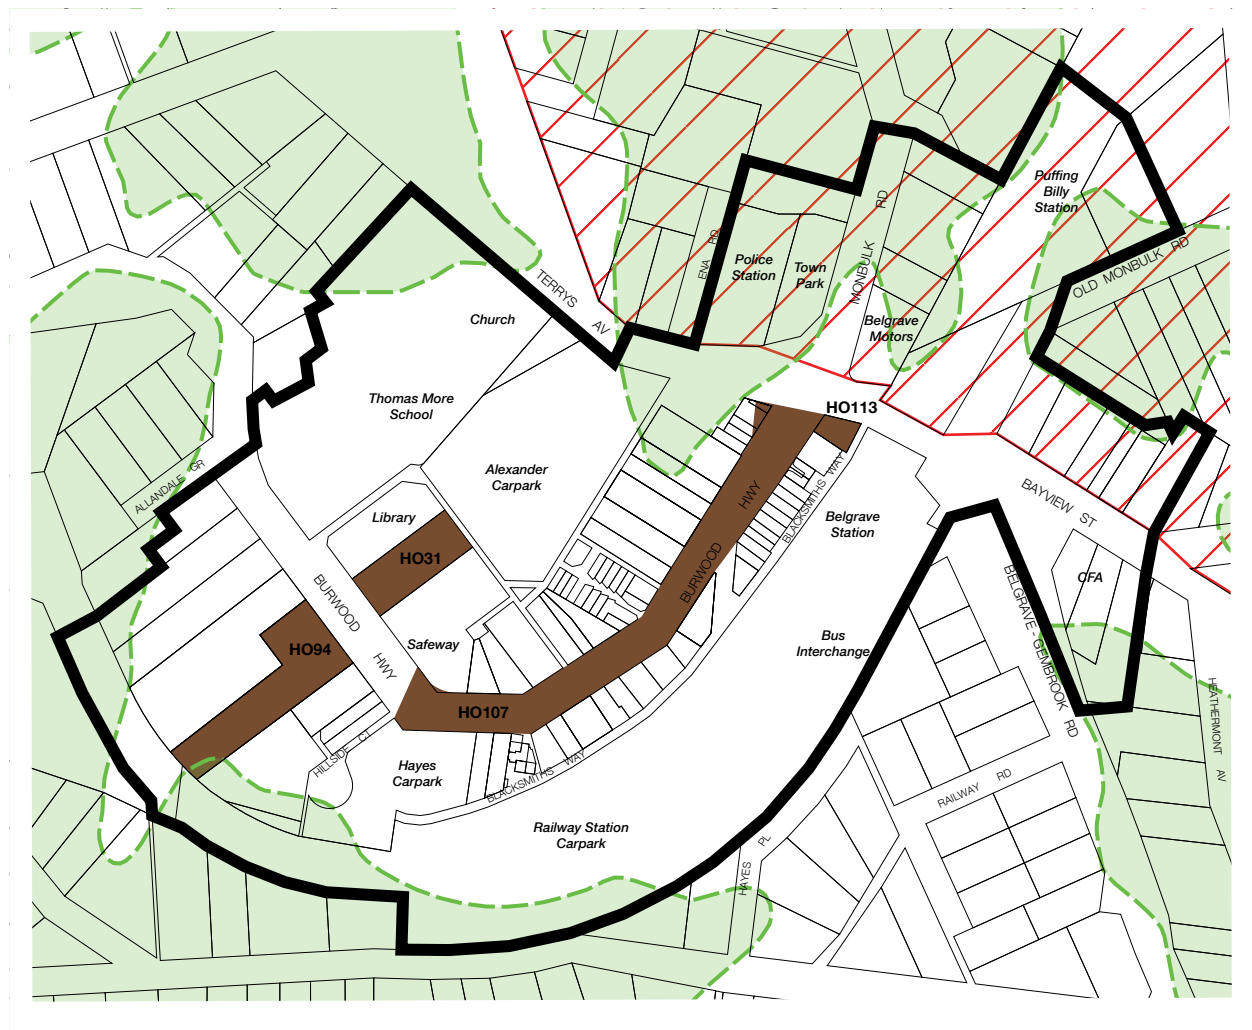 Puffing
Billy
Station
ENA RD
Police
Station
Town
Park
MONBULK RD
OLD MONBULK RD
TERRYS AV
Church
Belgrave
Motors
Thomas More
School
HO113
ALLANDALE GR
Alexander
Carpark
BURWOOD HWY
BLACKSMITHS WAY
Library
Belgrave
Station
BAYVIEW ST
HO31
CFA
BURWOOD HWY
BELGRAVE - GEMBROOK RD
HO94
Safeway
Bus
Interchange
HEATHERMONT AV
HO107
HILLSIDE CT
Hayes
Carpark
BLACKSMITHS WAY
RAILWAY RD
Railway Station
Carpark
HAYES PL